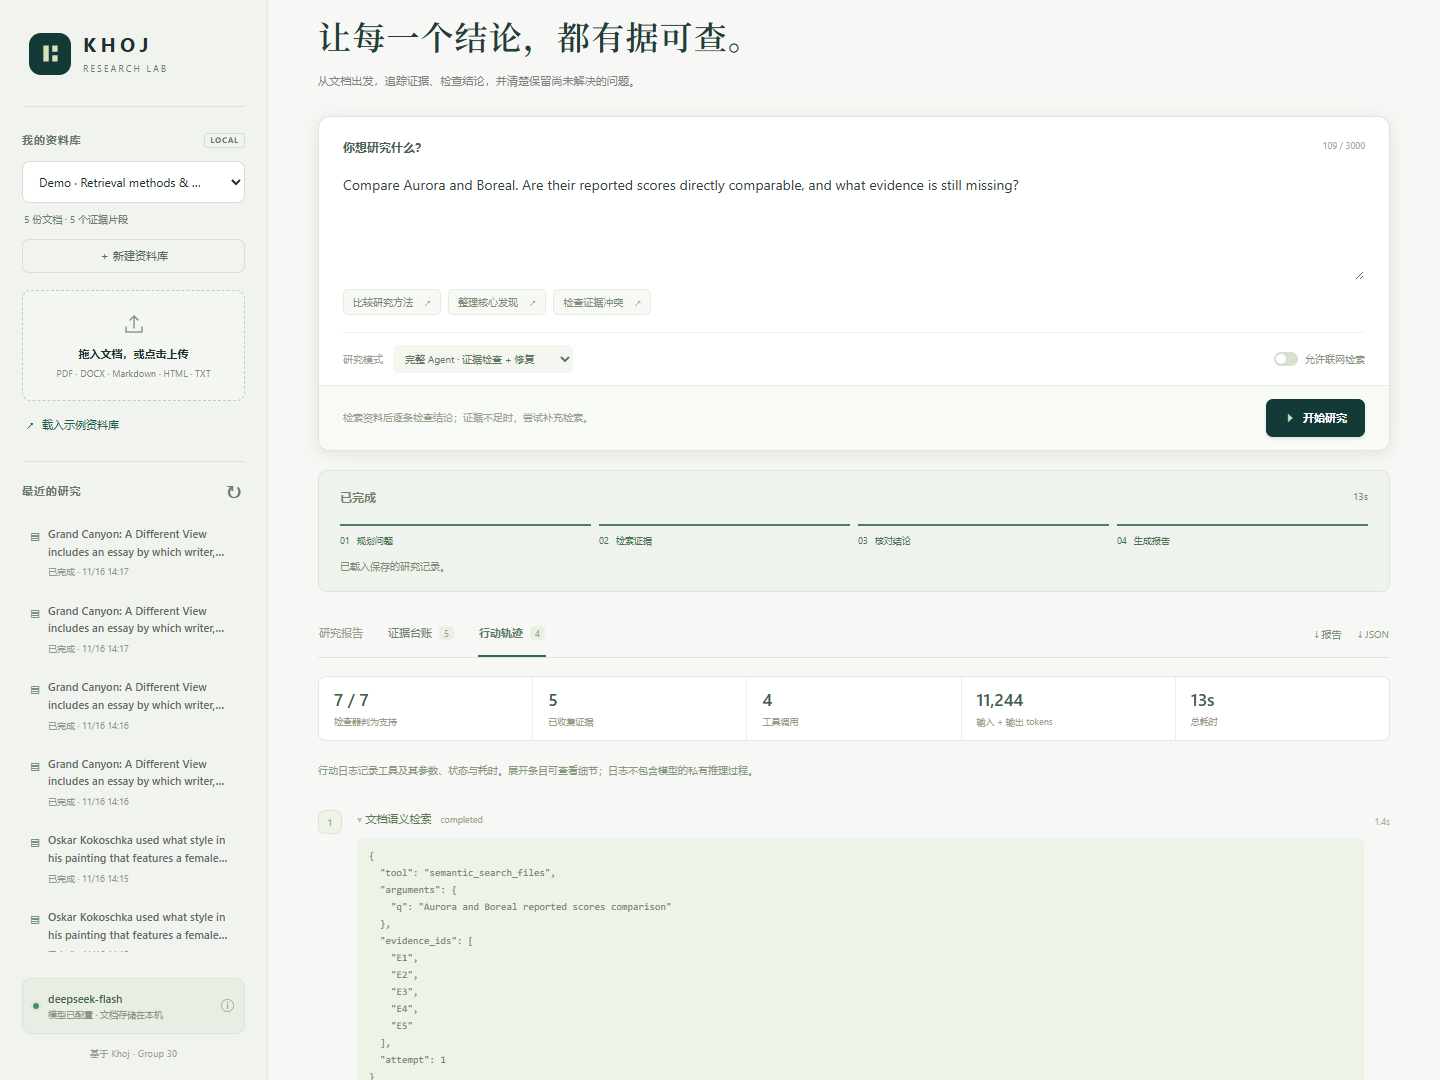 KHOJ
RESEARCH LAB
我的资料库
LOCAL
Demo · Retrieval methods & ...
5 份文档 · 5 个证据片段
+ 新建资料库
拖入文档，或点击上传
PDF · DOCX · Markdown · HTML · TXT
↗ 载入示例资料库
最近的研究
↻
Grand Canyon: A Different View
includes an essay by which writer,...
已完成 · 11/16 14:17
Grand Canyon: A Different View
includes an essay by which writer,...
已完成 · 11/16 14:17
Grand Canyon: A Different View
includes an essay by which writer,...
已完成 · 11/16 14:16
Grand Canyon: A Different View
includes an essay by which writer,...
已完成 · 11/16 14:16
Oskar Kokoschka used what style in
his painting that features a female...
已完成 · 11/16 14:15
Oskar Kokoschka used what style in
his painting that features a female...
deepseek-flash
模型已配置 · 文档存储在本机
基于 Khoj · Group 30
让每一个结论，都有据可查。
从文档出发，追踪证据、检查结论，并清楚保留尚未解决的问题。
你想研究什么？
109 / 3000
Compare Aurora and Boreal. Are their reported scores directly comparable, and what evidence is still missing?
比较研究方法 ↗
整理核心发现 ↗
检查证据冲突 ↗
研究模式
完整 Agent · 证据检查 + 修复
允许联网检索
检索资料后逐条检查结论；证据不足时，尝试补充检索。
开始研究
已完成
13s
01 规划问题
02 检索证据
03 核对结论
04 生成报告
已载入保存的研究记录。
研究报告
证据台账 5
行动轨迹 4
↓ 报告
↓ JSON
7 / 7
检查器判为支持
5
已收集证据
4
工具调用
11,244
输入 + 输出 tokens
13s
总耗时
行动日志记录工具及其参数、状态与耗时。展开条目可查看细节；日志不包含模型的私有推理过程。
1
文档语义检索 completed
1.4s
{
"tool": "semantic_search_files",
"arguments": {
"q": "Aurora and Boreal reported scores comparison"
},
"evidence_ids": [
"E1",
"E2",
"E3",
"E4",
"E5"
],
"attempt": 1
}